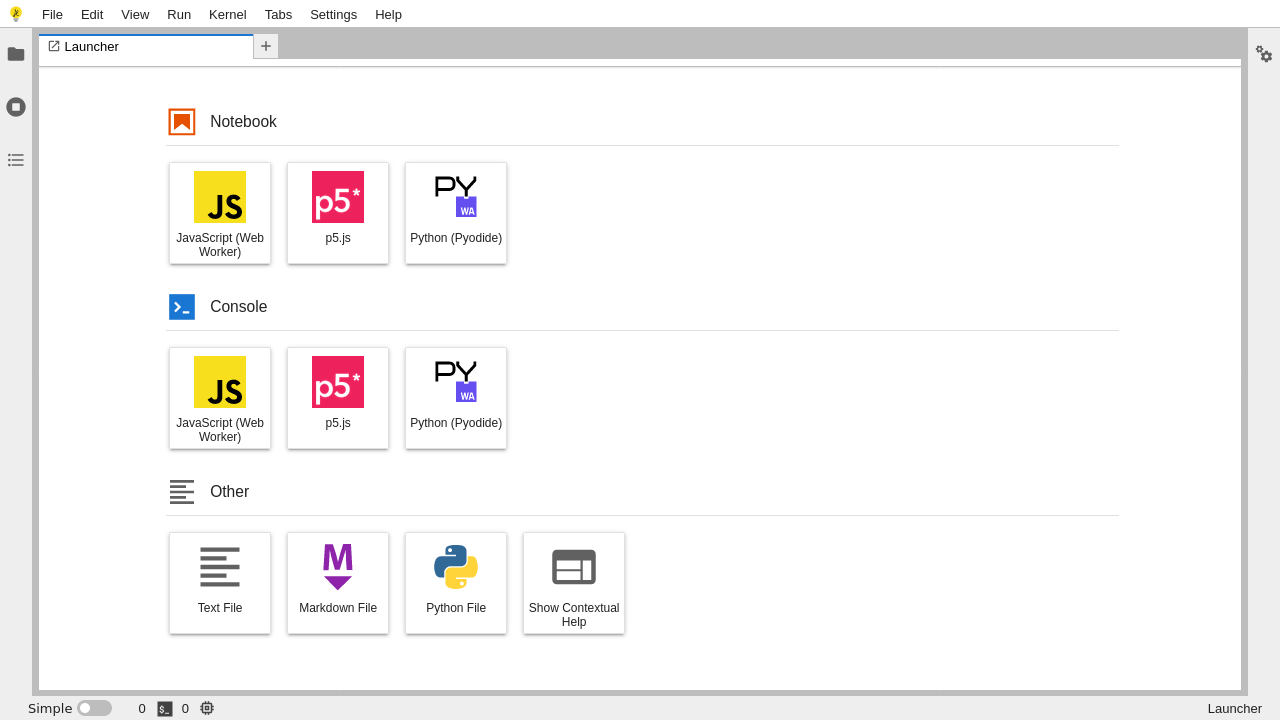 File Edit View Run Kernel Tabs Settings Help
Launcher
Notebook
JS
p5*
PY
WA
JavaScript (Web
Worker)
p5.js
Python (Pyodide)
Console
JS
p5*
PY
WA
JavaScript (Web
Worker)
p5.js
Python (Pyodide)
Other
M
Text File
Markdown File
Python File
Show Contextual
Help
Simple 0 $_ 0 Launcher